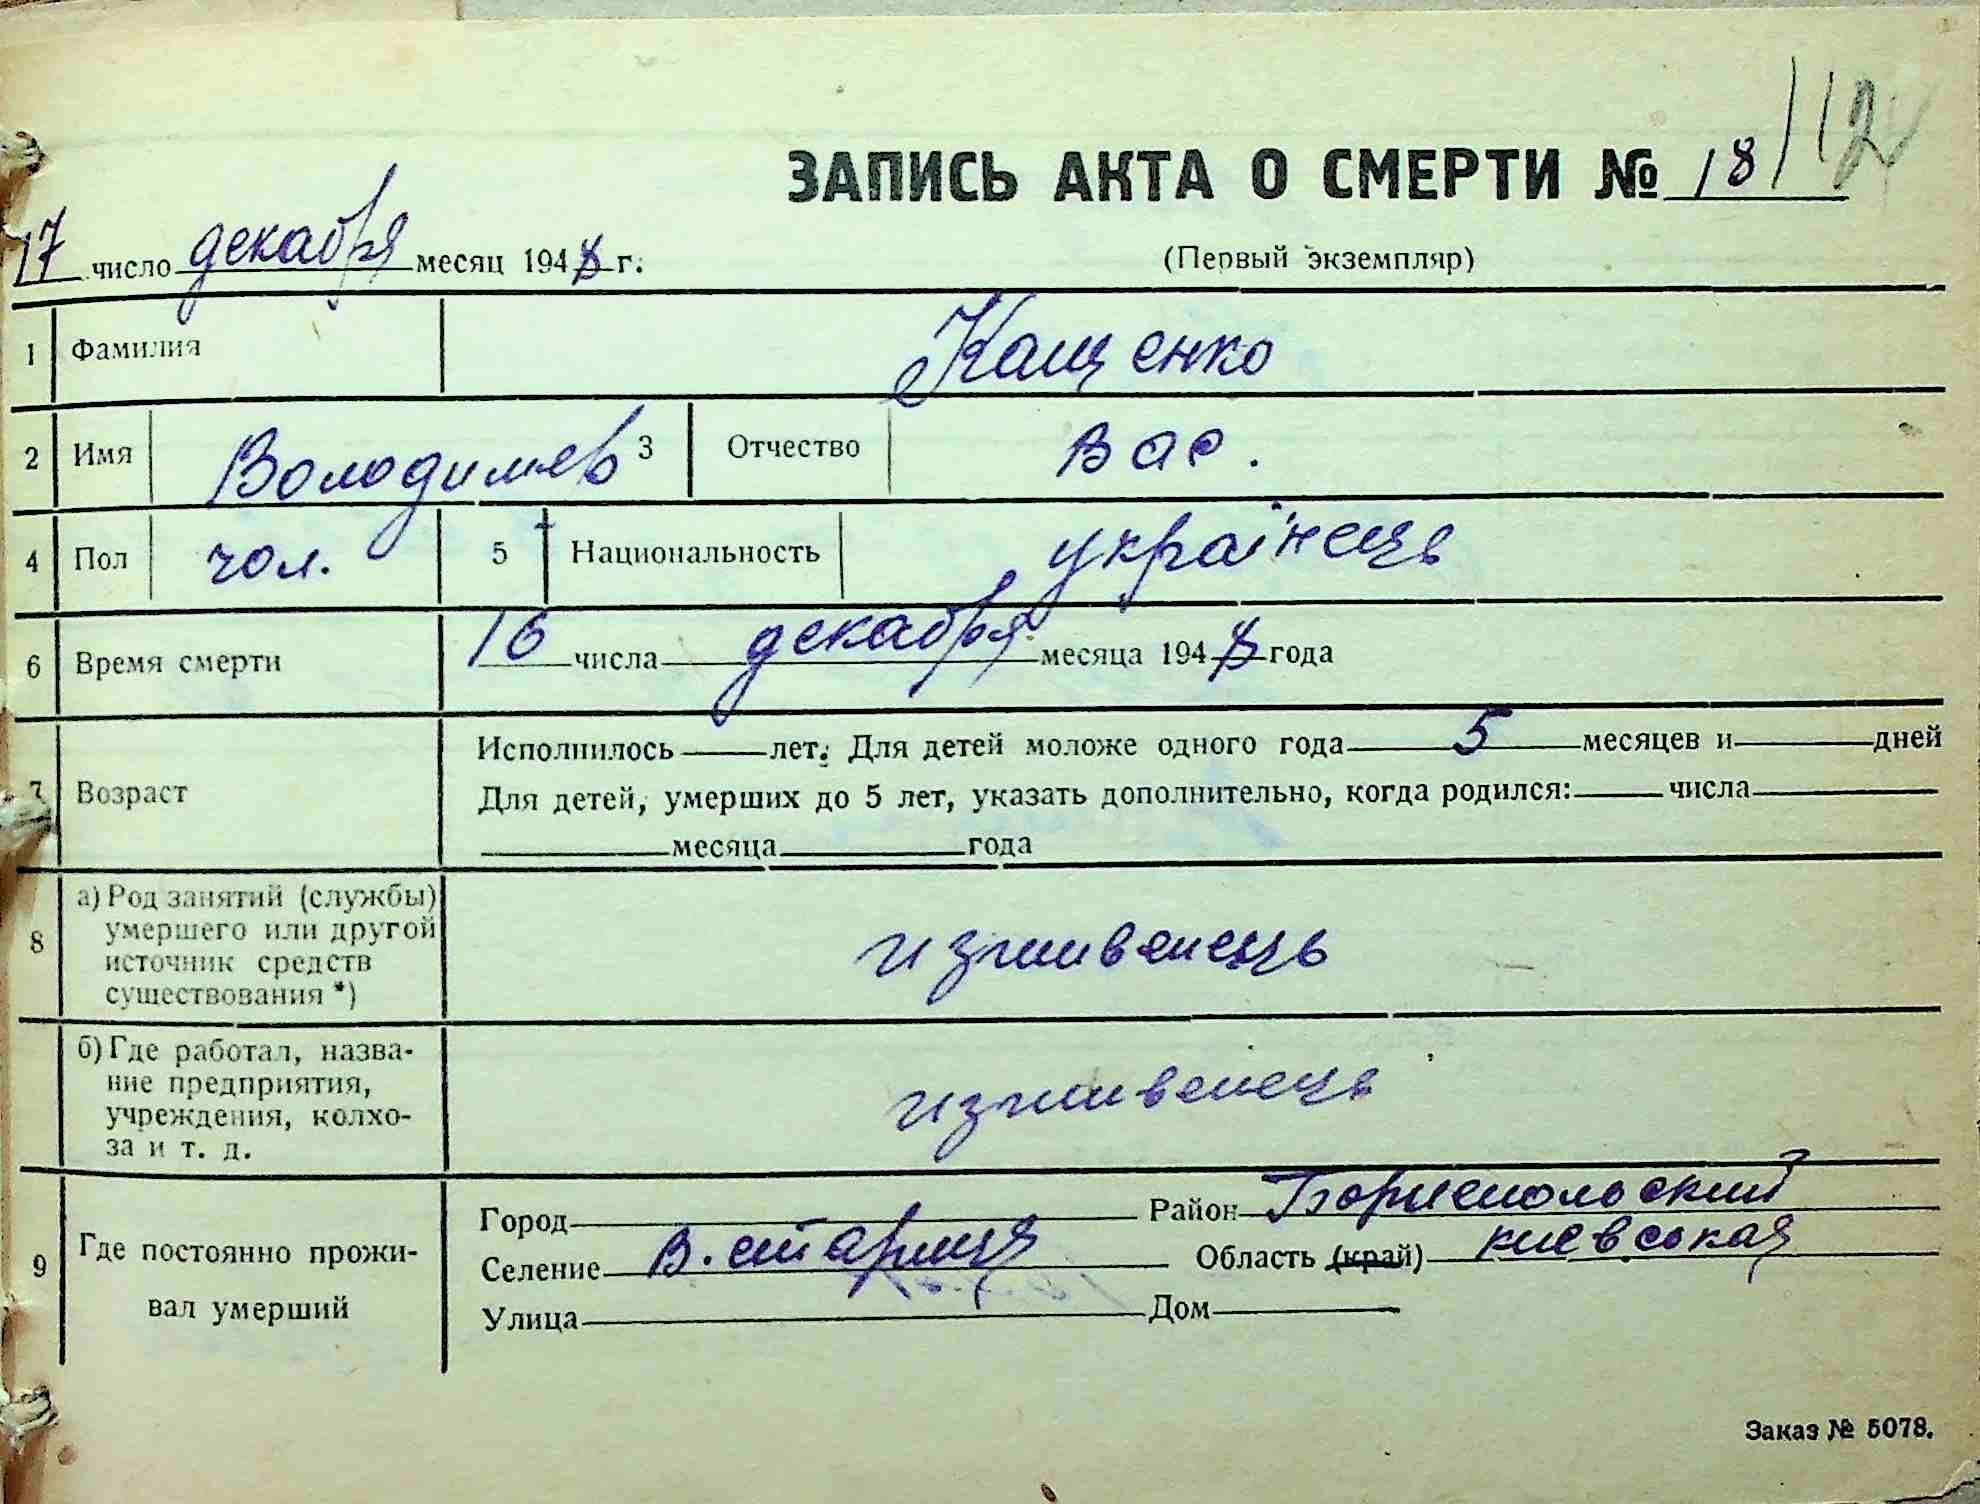 ЗАПИСЬ АКТА О СМЕРТИ № 18
17 число декабря месяц 1948 г.
(Первый экземпляр)
1 Фамилия Кащенко
2 Имя Володимер 3 Отчество Вас.
4 Пол чол. 5 Национальность українець
6 Время смерти 16 числа декабря месяца 1948 года
7 Возраст
Исполнилось лет. Для детей моложе одного года 5 месяцев и дней
Для детей, умерших до 5 лет, указать дополнительно, когда родился: числа
месяца года
8 а) Род занятий (службы)
умершего или другой
источник средств
существования *)
ижнивенець
б) Где работал, назва-
ние предприятия,
учреждения, колхо-
за и т. д.
ижнивенець
9 Где постоянно прожи-
вал умерший
Город Район Бориспольский
Селение В. Старица Область (край) киевськая
Улица Дом
Заказ № 5078.